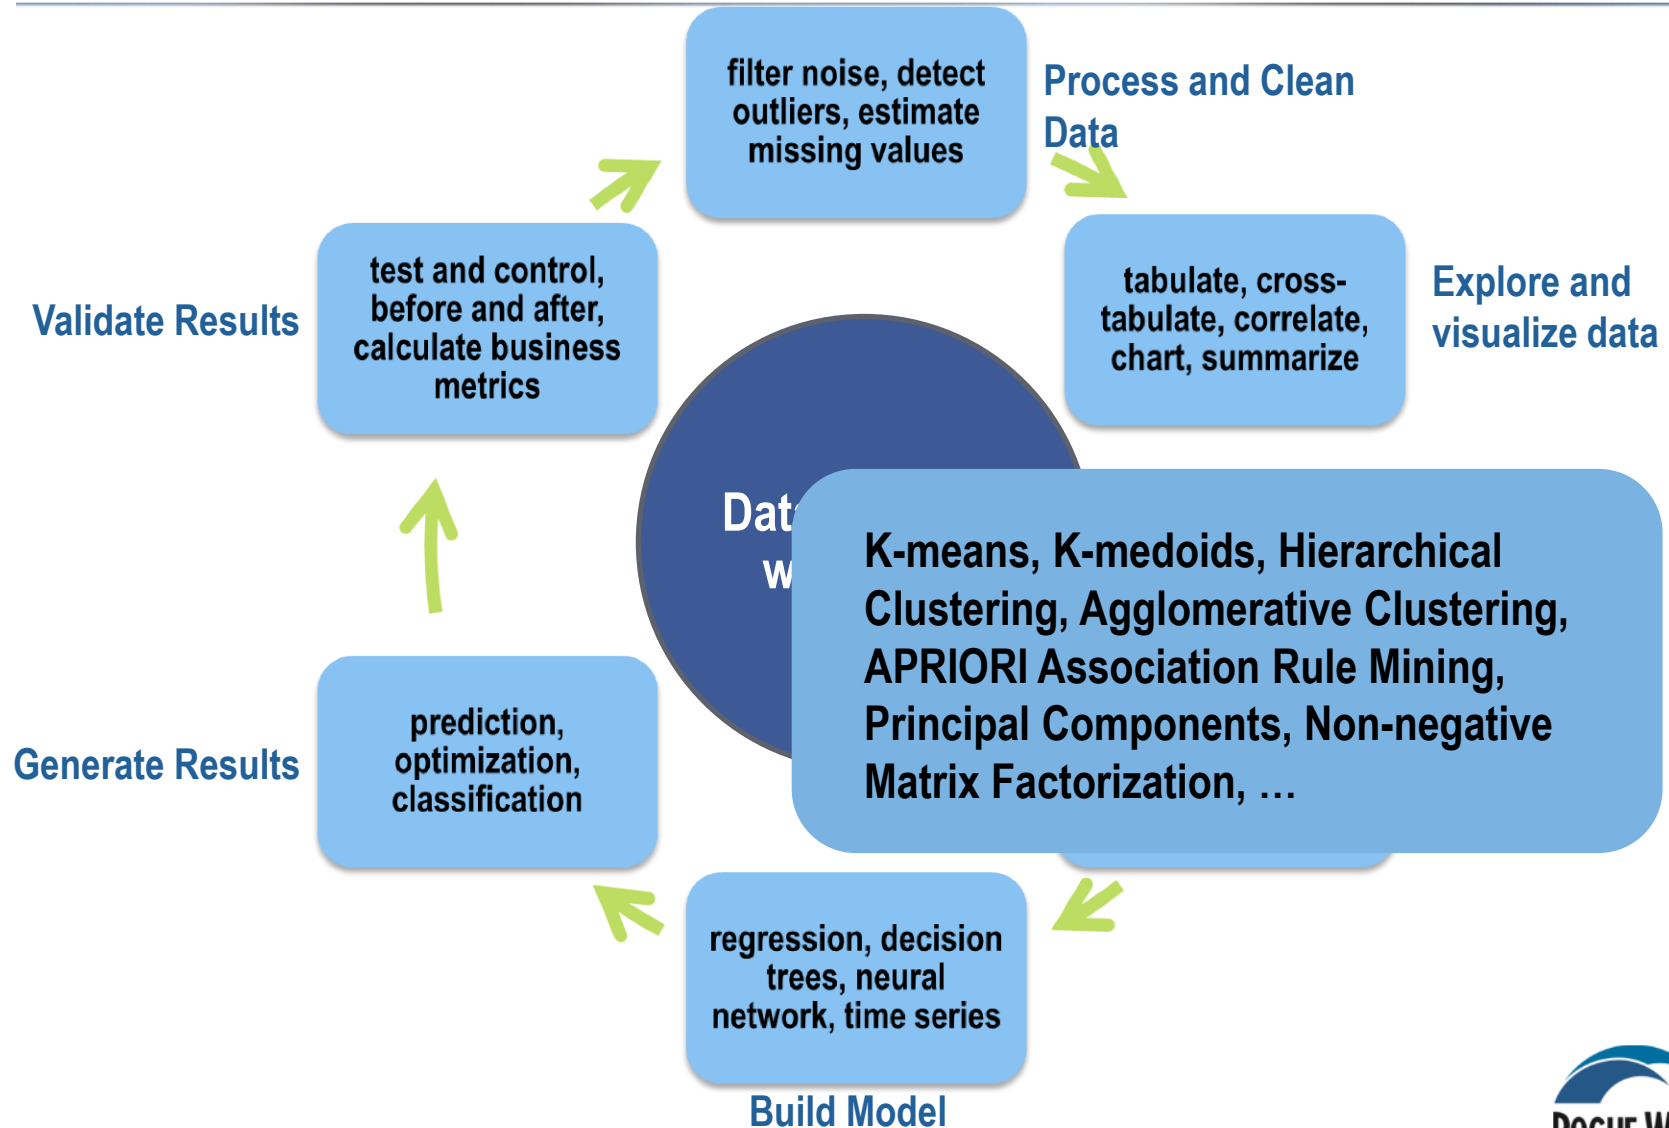 filter noise, detect
outliers, estimate
missing values
Process and Clean
Data
tabulate, cross-
tabulate, correlate,
chart, summarize
Explore and
visualize data
test and control,
before and after,
calculate business
metrics
Validate Results
K-means, K-medoids, Hierarchical
Clustering, Agglomerative Clustering,
APRIORI Association Rule Mining,
Principal Components, Non-negative
Matrix Factorization, …
prediction,
optimization,
classification
Generate Results
regression, decision
trees, neural
network, time series
Build Model